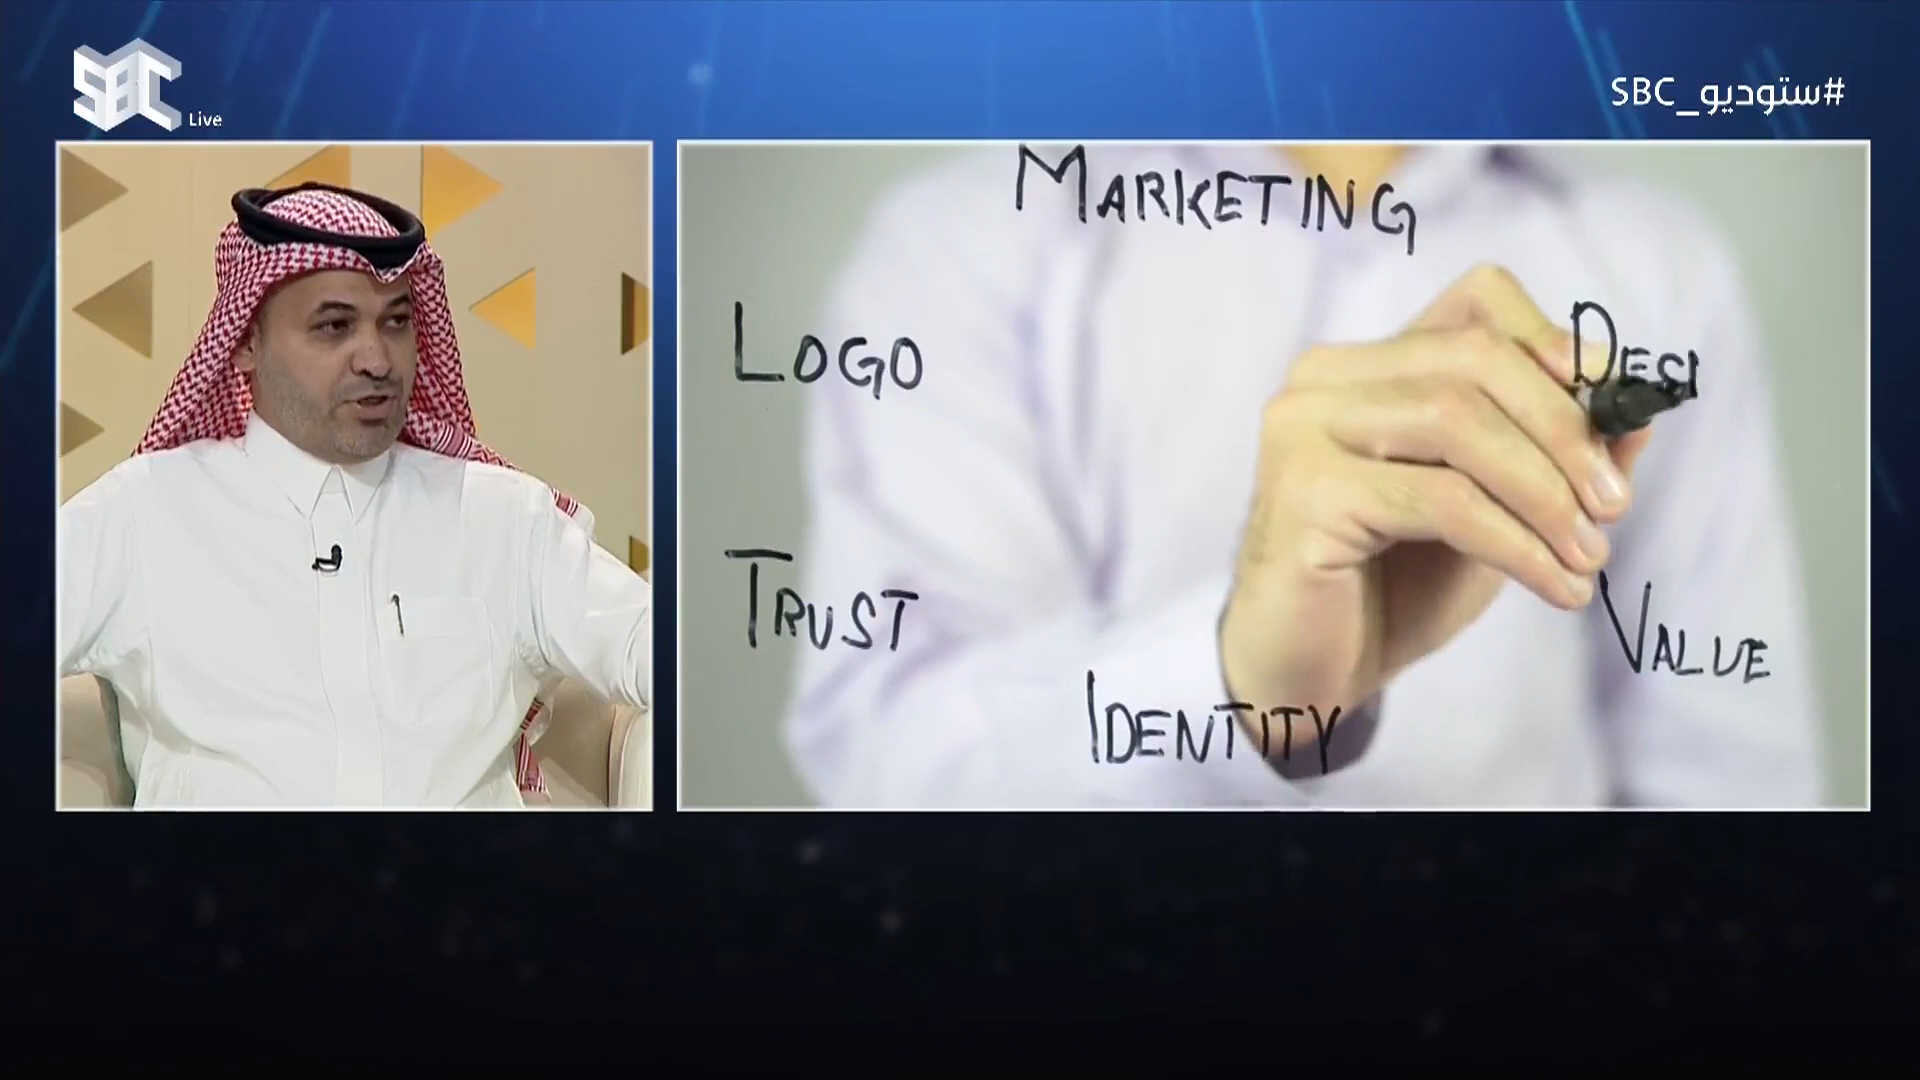 SBC
Live
#ستوديو_SBC
MARKETING
LOGO
DESI
TRUST
VALUE
IDENTITY